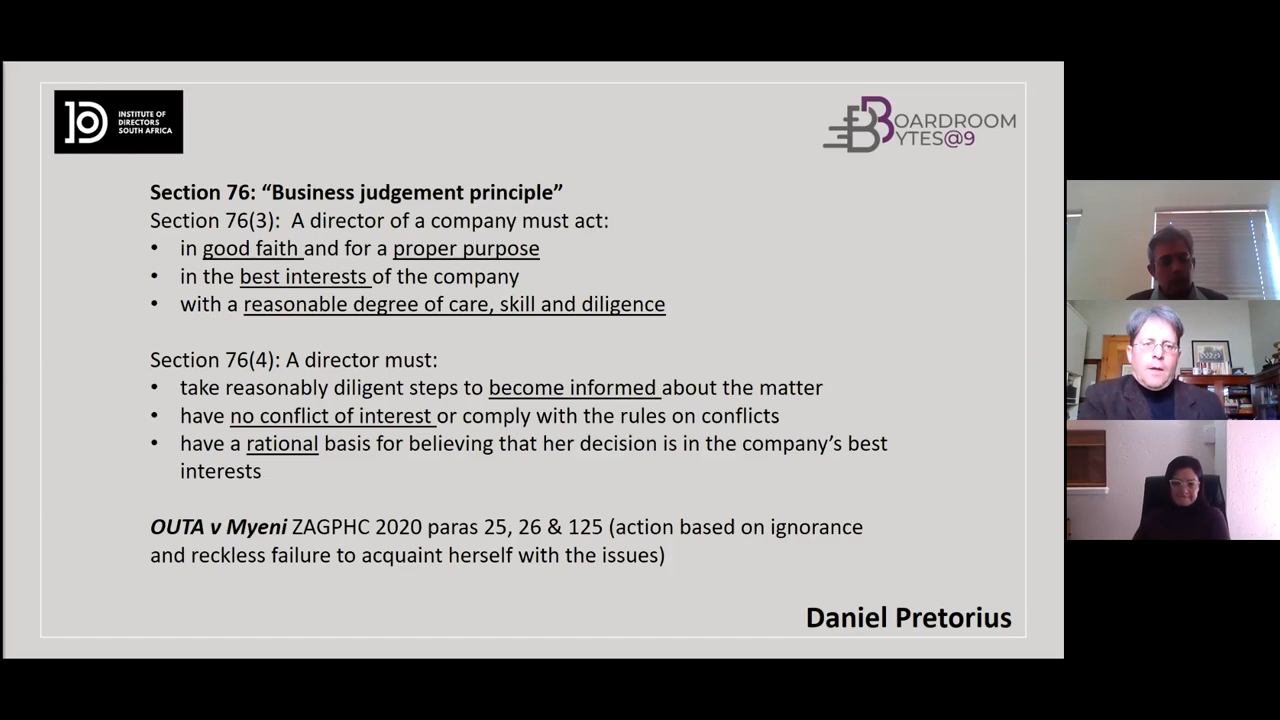 INSTITUTE OF
DIRECTORS
SOUTH AFRICA
BOARDROOM
BYTES@9
Section 76: “Business judgement principle”
Section 76(3):  A director of a company must act:
• in good faith and for a proper purpose
• in the best interests of the company
• with a reasonable degree of care, skill and diligence
Section 76(4): A director must:
• take reasonably diligent steps to become informed about the matter
• have no conflict of interest or comply with the rules on conflicts
• have a rational basis for believing that her decision is in the company’s best
interests
OUTA v Myeni ZAGPHC 2020 paras 25, 26 & 125 (action based on ignorance
and reckless failure to acquaint herself with the issues)
Daniel Pretorius